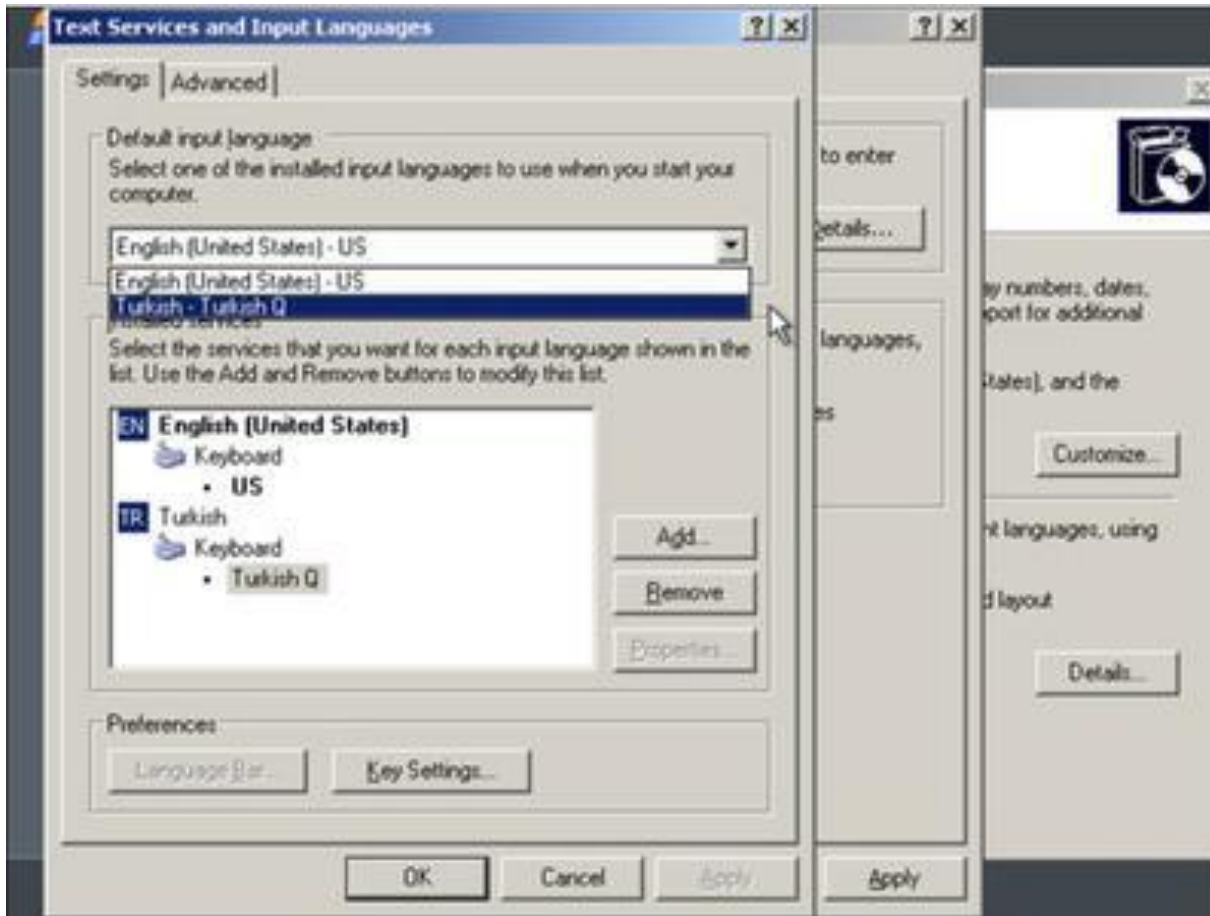 Text Services and Input Languages
Settings
Advanced
Default input language
Select one of the installed input languages to use when you start your
computer.
English (United States) - US
English (United States) - US
Turkish - Turkish Q
Installed services
Select the services that you want for each input language shown in the
list. Use the Add and Remove buttons to modify this list.
EN English (United States)
Keyboard
US
TR Turkish
Keyboard
Turkish Q
Add...
Remove
Properties...
Preferences
Language Bar...
Key Settings...
OK
Cancel
Apply
to enter
Details...
languages,
es
Apply
ay numbers, dates,
pport for additional
States), and the
Customize...
nt languages, using
d layout
Details...